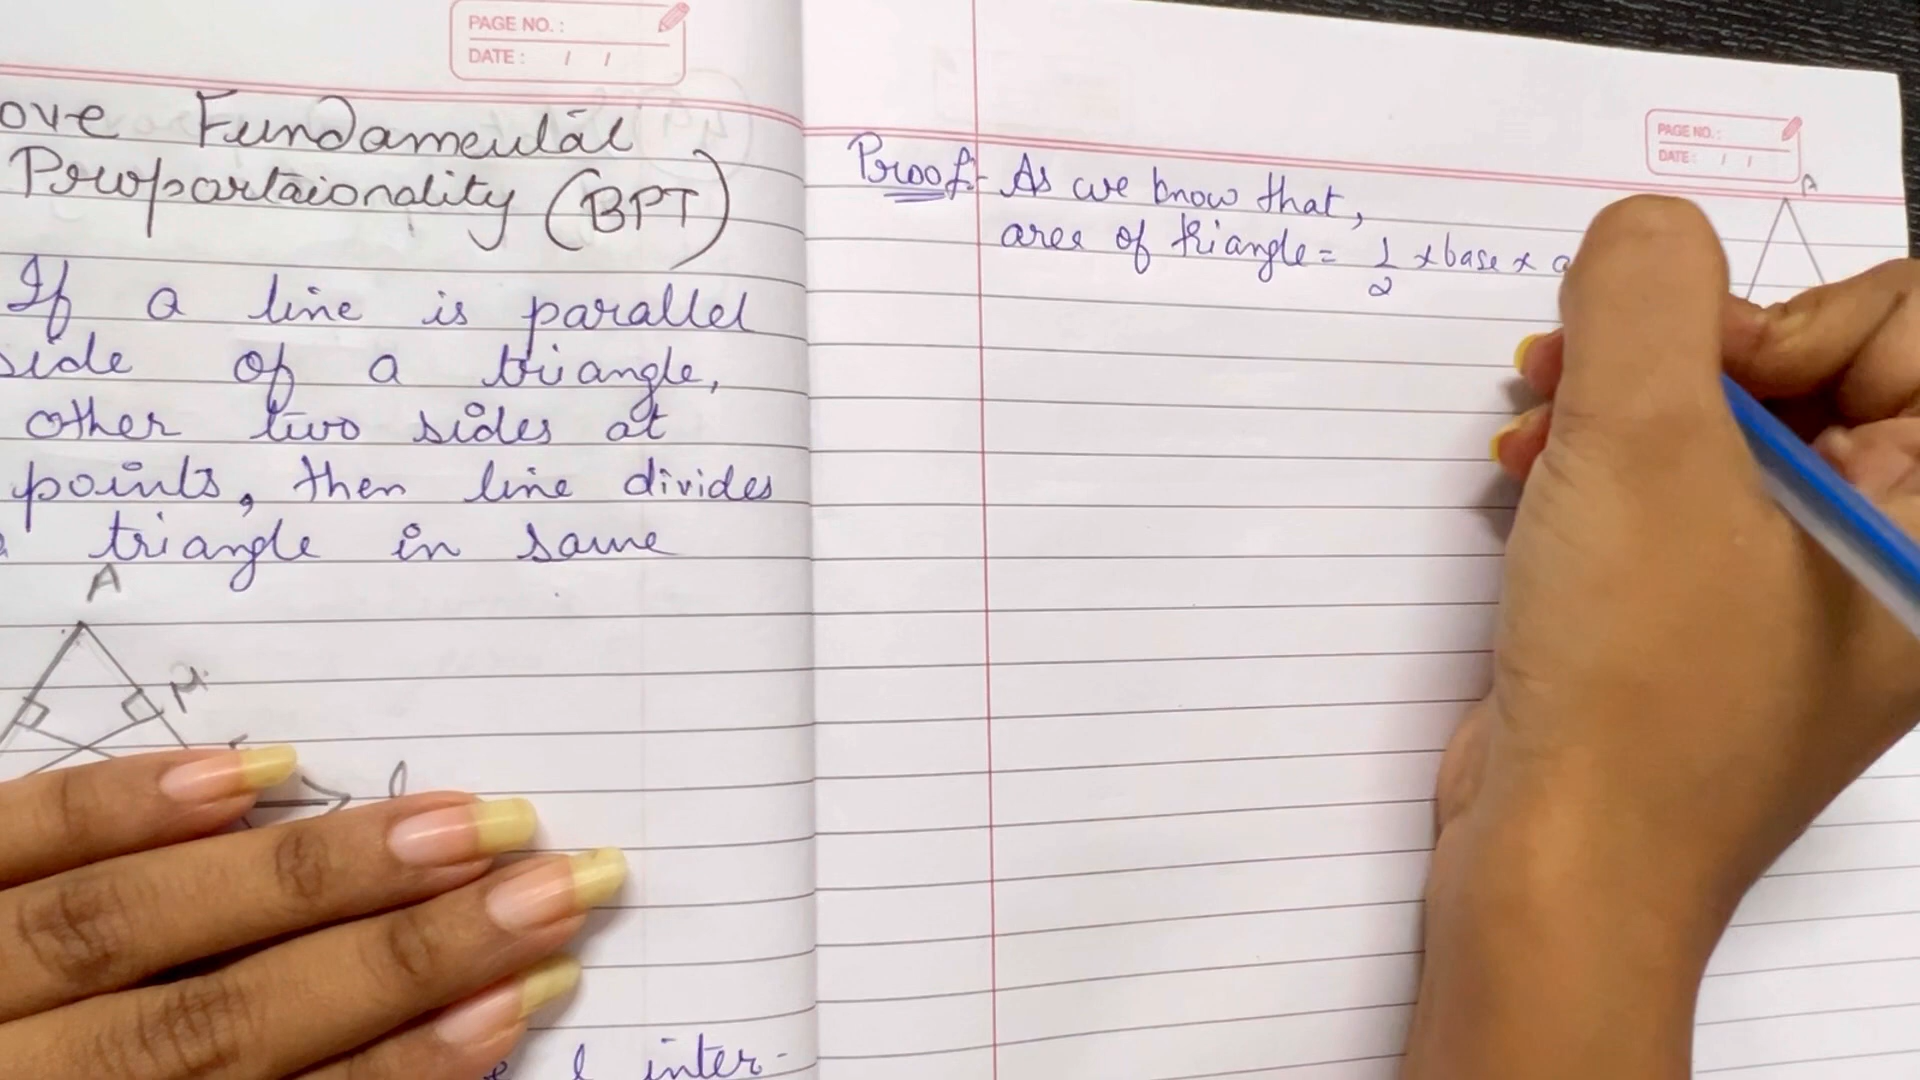 PAGE NO. :
DATE : / /
ove Fundamental
Proportaionality (BPT)
If a line is parallel
side of a triangle,
other two sides at
points, then line divides
triangle in same
A
M
l
l inter-
PAGE NO. :
DATE : / /
A
Proof:- As we know that,
area of triangle = 1/2 × base × a